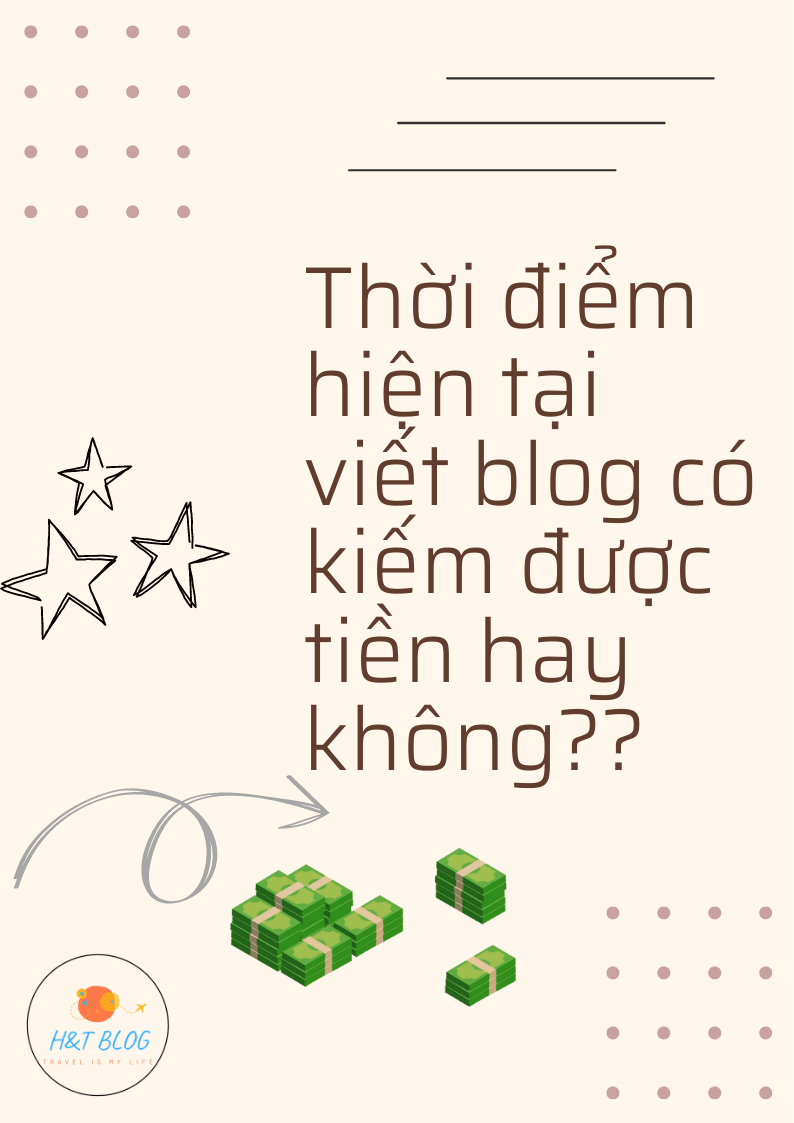 Thời điểm
hiện tại
viết blog có
kiếm được
tiền hay
không??
H&T BLOG
TRAVEL IS MY LIFE